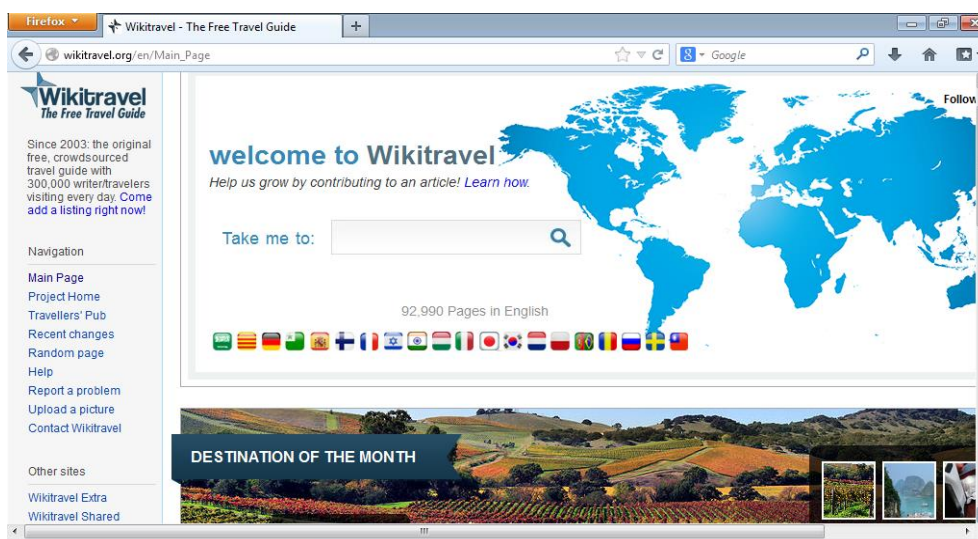 Firefox
Wikitravel - The Free Travel Guide
wikitravel.org/en/Main_Page
Google
Wikitravel
The Free Travel Guide
Since 2003: the original
free, crowdsourced
travel guide with
300,000 writer/travelers
visiting every day. Come
add a listing right now!
Navigation
Main Page
Project Home
Travellers' Pub
Recent changes
Random page
Help
Report a problem
Upload a picture
Contact Wikitravel
Other sites
Wikitravel Extra
Wikitravel Shared
Follow
welcome to Wikitravel
Help us grow by contributing to an article! Learn how.
Take me to:
92,990 Pages in English
DESTINATION OF THE MONTH